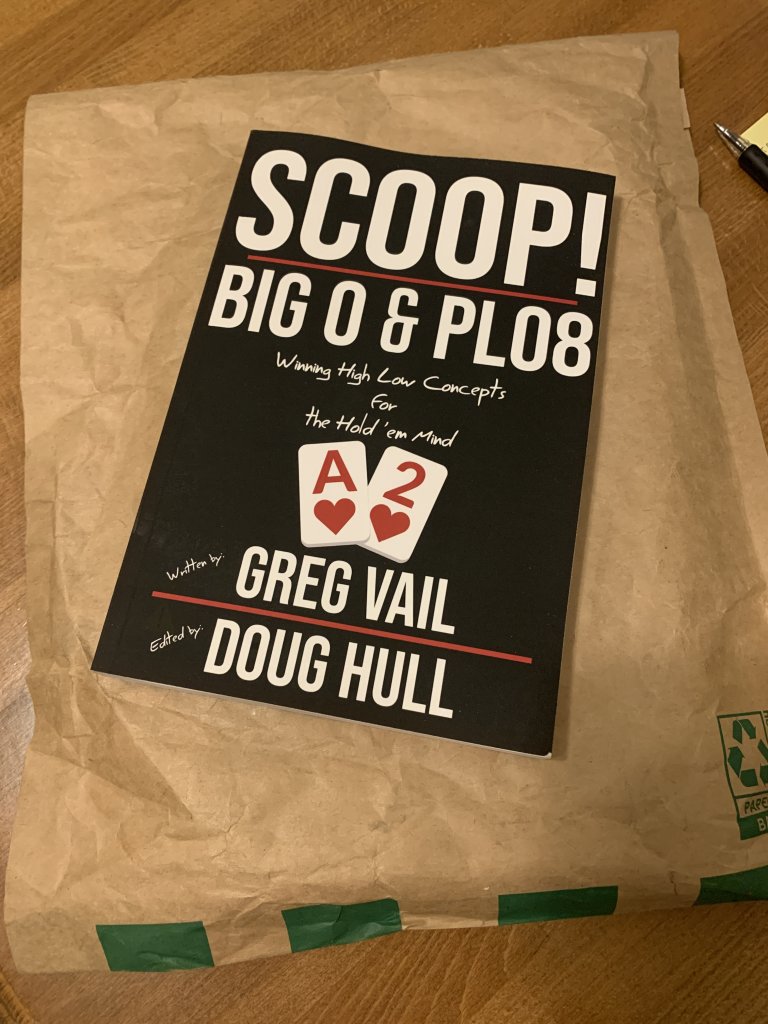 SCOOP!
BIG O & PLO8
Winning High Low Concepts
For
the Hold 'em Mind
A 2
Written by:
GREG VAIL
Edited by:
DOUG HULL